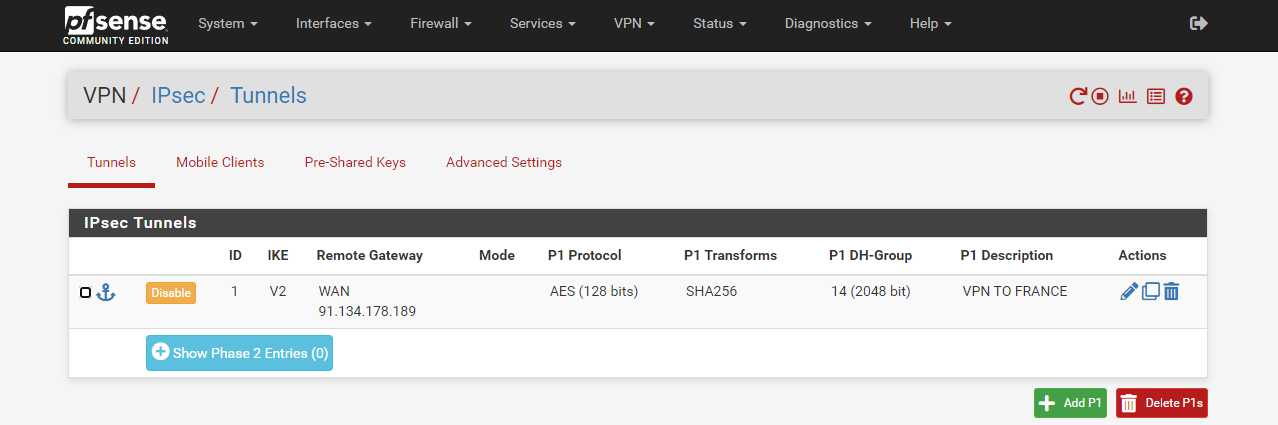 pfsense
COMMUNITY EDITION
System Interfaces Firewall Services VPN Status Diagnostics Help
VPN / IPsec / Tunnels
Tunnels Mobile Clients Pre-Shared Keys Advanced Settings
IPsec Tunnels
ID IKE Remote Gateway Mode P1 Protocol P1 Transforms P1 DH-Group P1 Description Actions
Disable 1 V2 WAN AES (128 bits) SHA256 14 (2048 bit) VPN TO FRANCE
91.134.178.189
Show Phase 2 Entries (0)
Add P1 Delete P1s